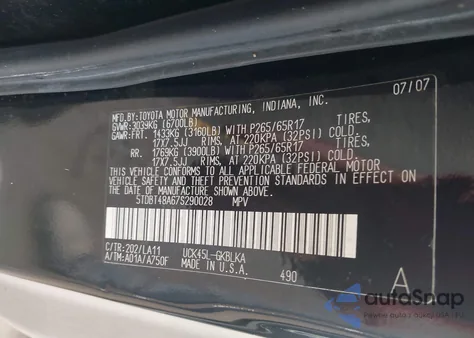 MFD.BY:TOYOTA MOTOR MANUFACTURING, INDIANA, INC. 07/07
GVWR:3039KG (6700LB)
GAWR:FRT. 1433KG (3160LB) WITH P265/65R17 TIRES,
17X7.5JJ RIMS, AT 220KPA (32PSI) COLD.
RR. 1769KG (3900LB) WITH P265/65R17 TIRES,
17X7.5JJ RIMS, AT 220KPA (32PSI) COLD.
THIS VEHICLE CONFORMS TO ALL APPLICABLE FEDERAL MOTOR
VEHICLE SAFETY AND THEFT PREVENTION STANDARDS IN EFFECT
ON THE DATE OF MANUFACTURE SHOWN ABOVE.
5TDBT48A67S290028 MPV
C/TR:202/LA11 UCK45L-GKBLKA
A/TM:A01A/A750F MADE IN U.S.A. 490 A
autoSnap